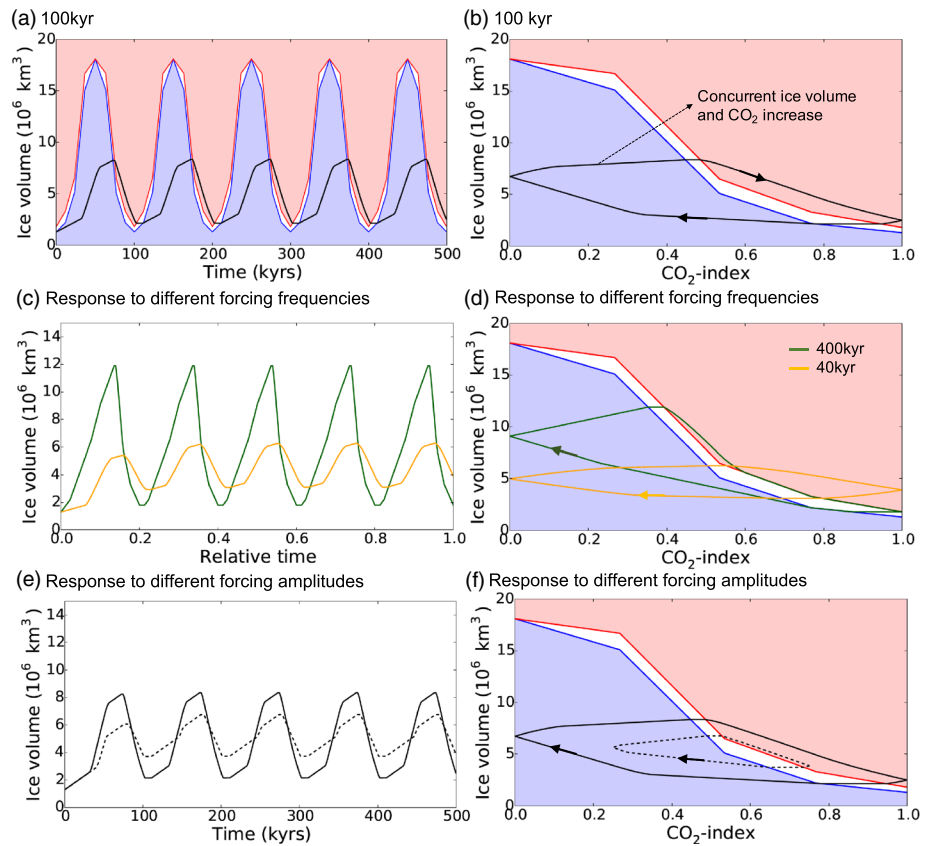 (a) 100kyr
20
15
10
5
0
Ice volume (10⁶ km³)
0 100 200 300 400 500
Time (kyrs)
(b) 100 kyr
20
15
10
5
0
Ice volume (10⁶ km³)
Concurrent ice volume
and CO₂ increase
0.0 0.2 0.4 0.6 0.8 1.0
CO₂-index
(c) Response to different forcing frequencies
14
12
10
8
6
4
2
0
Ice volume (10⁶ km³)
0.0 0.2 0.4 0.6 0.8 1.0
Relative time
(d) Response to different forcing frequencies
20
15
10
5
0
Ice volume (10⁶ km³)
400kyr
40kyr
0.0 0.2 0.4 0.6 0.8 1.0
CO₂-index
(e) Response to different forcing amplitudes
14
12
10
8
6
4
2
0
Ice volume (10⁶ km³)
0 100 200 300 400 500
Time (kyrs)
(f) Response to different forcing amplitudes
20
15
10
5
0
Ice volume (10⁶ km³)
0.0 0.2 0.4 0.6 0.8 1.0
CO₂-index